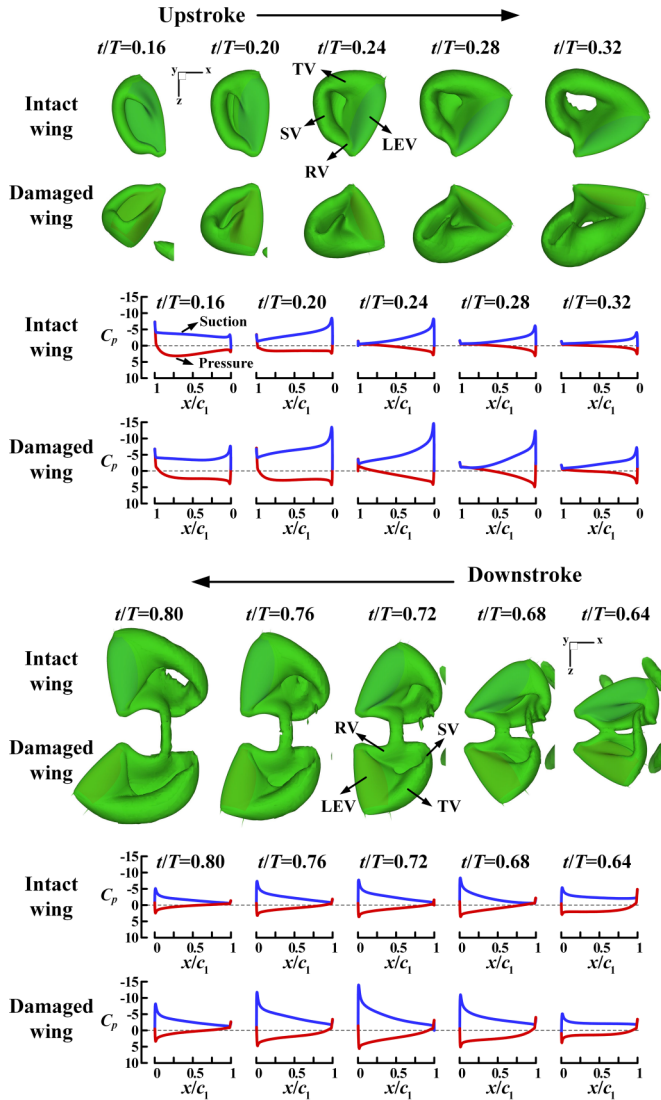 Upstroke
t/T=0.16 t/T=0.20 t/T=0.24 t/T=0.28 t/T=0.32
y x
z
TV
Intact
wing
SV
LEV
RV
Damaged
wing
t/T=0.16 t/T=0.20 t/T=0.24 t/T=0.28 t/T=0.32
Intact
wing
Cp
-15
-10
-5
0
5
10
Suction
Pressure
1 0.5 0 1 0.5 0 1 0.5 0 1 0.5 0 1 0.5 0
x/c1 x/c1 x/c1 x/c1 x/c1
Damaged
wing
Cp
-15
-10
-5
0
5
10
1 0.5 0 1 0.5 0 1 0.5 0 1 0.5 0 1 0.5 0
x/c1 x/c1 x/c1 x/c1 x/c1
Downstroke
t/T=0.80 t/T=0.76 t/T=0.72 t/T=0.68 t/T=0.64
y x
z
Intact
wing
RV
SV
Damaged
wing
LEV
TV
t/T=0.80 t/T=0.76 t/T=0.72 t/T=0.68 t/T=0.64
Intact
wing
Cp
-15
-10
-5
0
5
10
0 0.5 1 0 0.5 1 0 0.5 1 0 0.5 1 0 0.5 1
x/c1 x/c1 x/c1 x/c1 x/c1
Damaged
wing
Cp
-15
-10
-5
0
5
10
0 0.5 1 0 0.5 1 0 0.5 1 0 0.5 1 0 0.5 1
x/c1 x/c1 x/c1 x/c1 x/c1